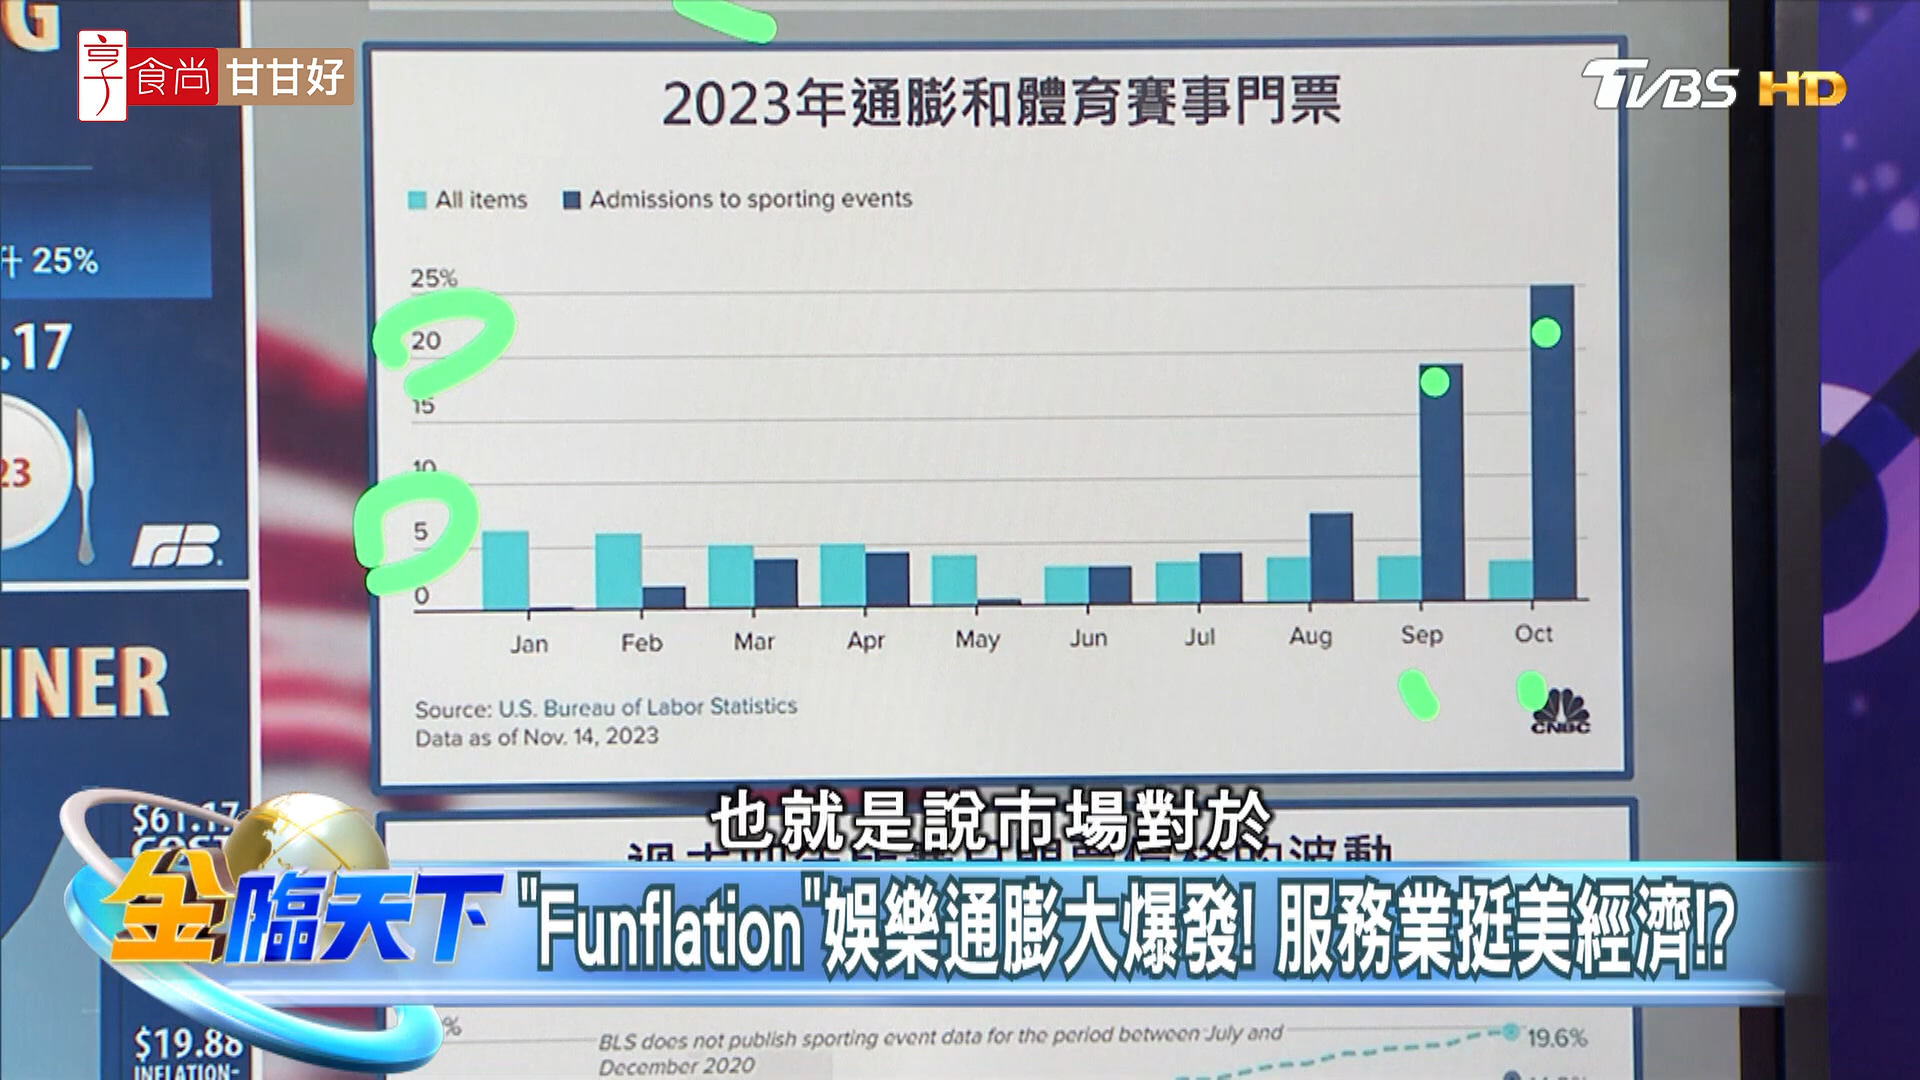 G
享
食尚 甘甘好
TVBS HD
升 25%
.17
23
FB.
INER
$61.17
2023年通膨和體育賽事門票
All items
Admissions to sporting events
25%
20
15
10
5
0
Jan Feb Mar Apr May Jun Jul Aug Sep Oct
Source: U.S. Bureau of Labor Statistics
Data as of Nov. 14, 2023
CNBC
也就是說市場對於
金臨天下
"Funflation"娛樂通膨大爆發! 服務業挺美經濟!?
$19.88
INFLATION-
%
BLS does not publish sporting event data for the period between July and
December 2020
19.6%